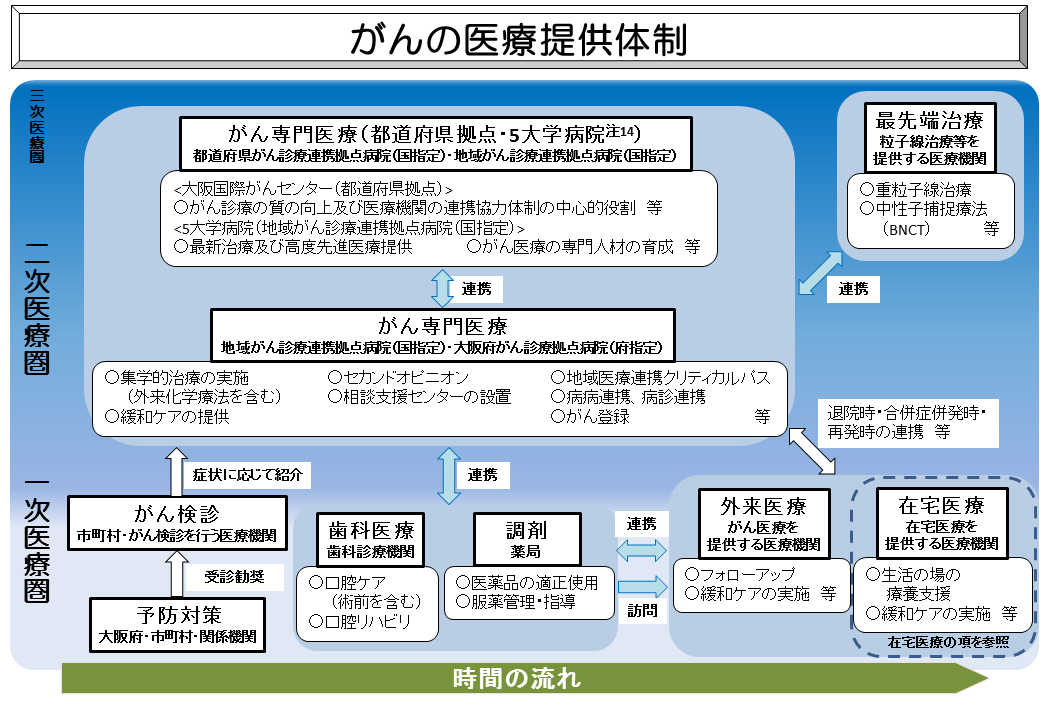 がんの医療提供体制
三次医療圏
がん専門医療（都道府県拠点・5大学病院注14）
都道府県がん診療連携拠点病院（国指定）・地域がん診療連携拠点病院（国指定）
<大阪国際がんセンター（都道府県拠点）>
○がん診療の質の向上及び医療機関の連携協力体制の中心的役割　等
<5大学病院（地域がん診療連携拠点病院（国指定）>
○最新治療及び高度先進医療提供　○がん医療の専門人材の育成　等
最先端治療
粒子線治療等を
提供する医療機関
○重粒子線治療
○中性子捕捉療法
（BNCT）　等
連携
連携
二次医療圏
がん専門医療
地域がん診療連携拠点病院（国指定）・大阪府がん診療拠点病院（府指定）
○集学的治療の実施
（外来化学療法を含む）
○緩和ケアの提供
○セカンドオピニオン
○相談支援センターの設置
○地域医療連携クリティカルパス
○病病連携、病診連携
○がん登録　等
退院時・合併症併発時・
再発時の連携　等
症状に応じて紹介
連携
一次医療圏
がん検診
市町村・がん検診を行う医療機関
受診勧奨
予防対策
大阪府・市町村・関係機関
歯科医療
歯科診療機関
○口腔ケア
（術前を含む）
○口腔リハビリ
調剤
薬局
○医薬品の適正使用
○服薬管理・指導
連携
訪問
外来医療
がん医療を
提供する医療機関
○フォローアップ
○緩和ケアの実施　等
在宅医療
在宅医療を
提供する医療機関
○生活の場の
療養支援
○緩和ケアの実施　等
在宅医療の項を参照
時間の流れ